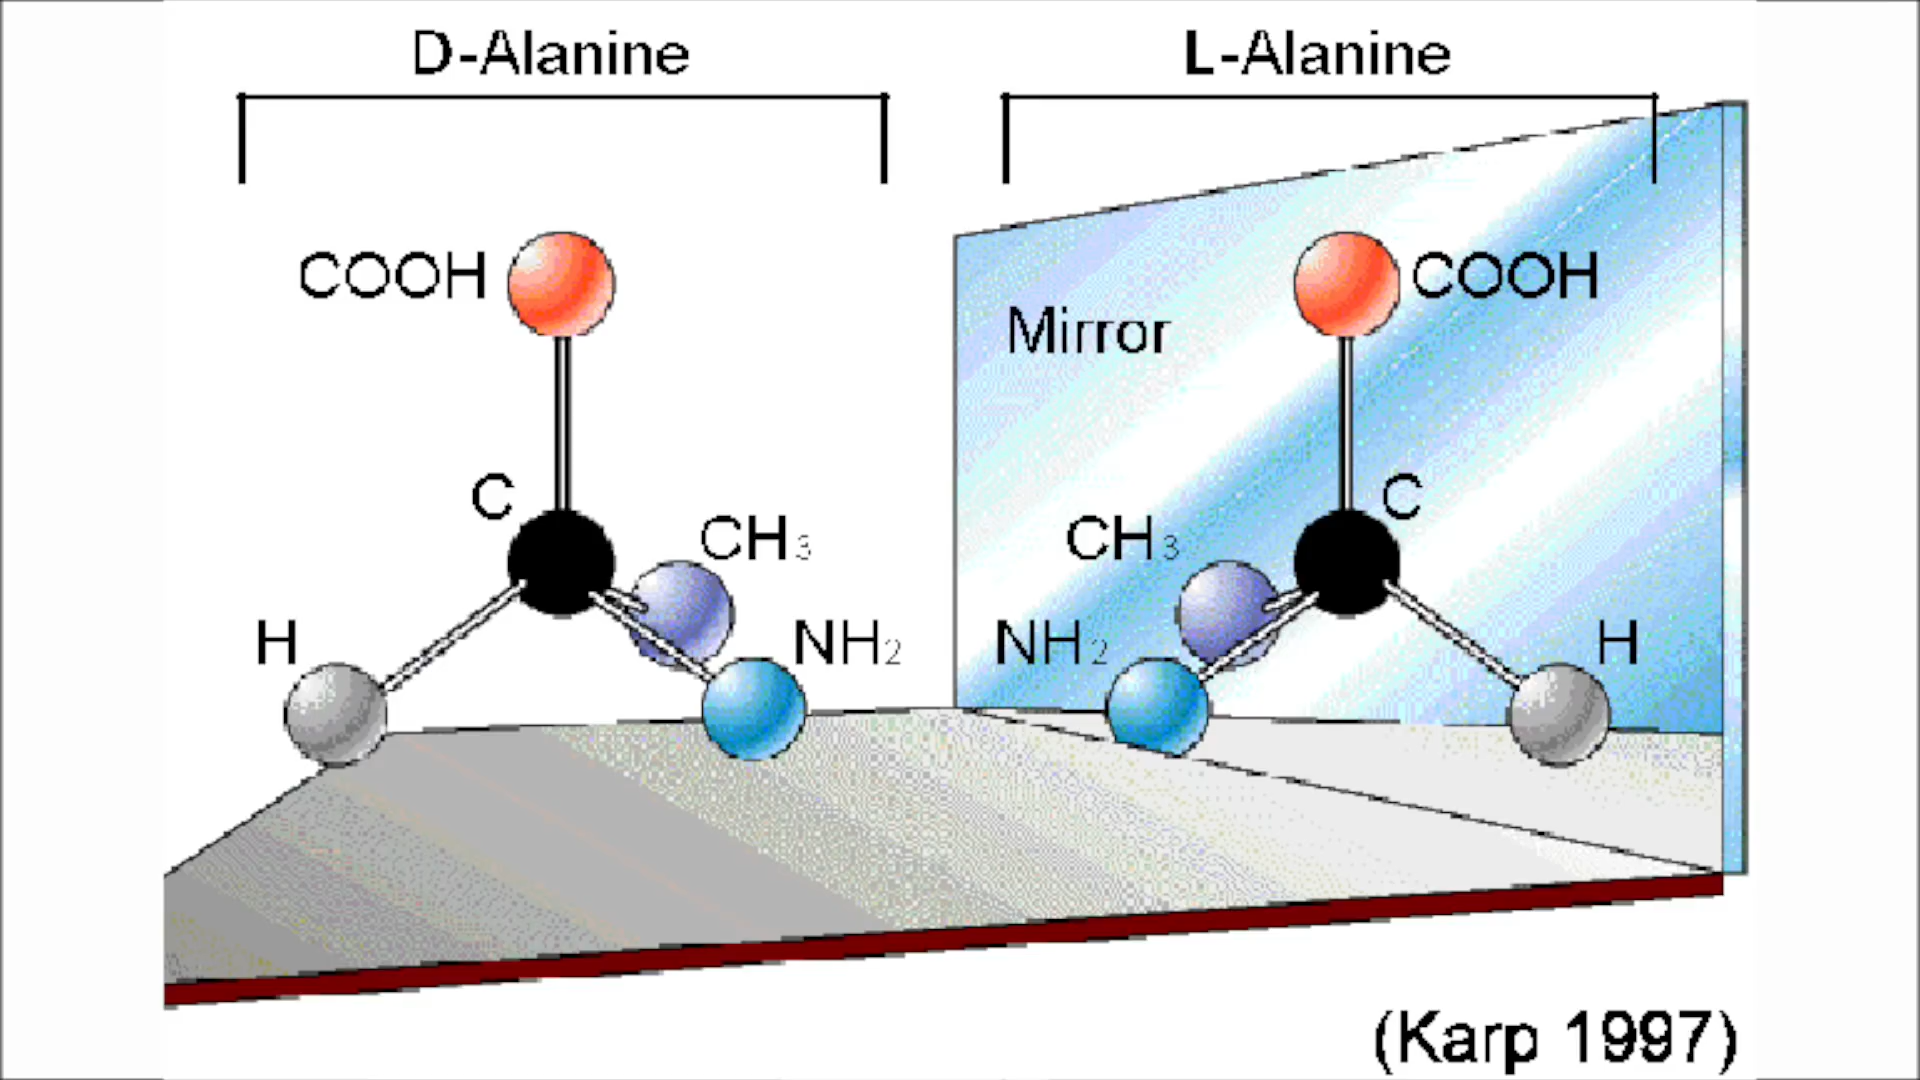 D-Alanine
L-Alanine
COOH
COOH
Mirror
C
C
CH₃
CH₃
H
NH₂
NH₂
H
(Karp 1997)